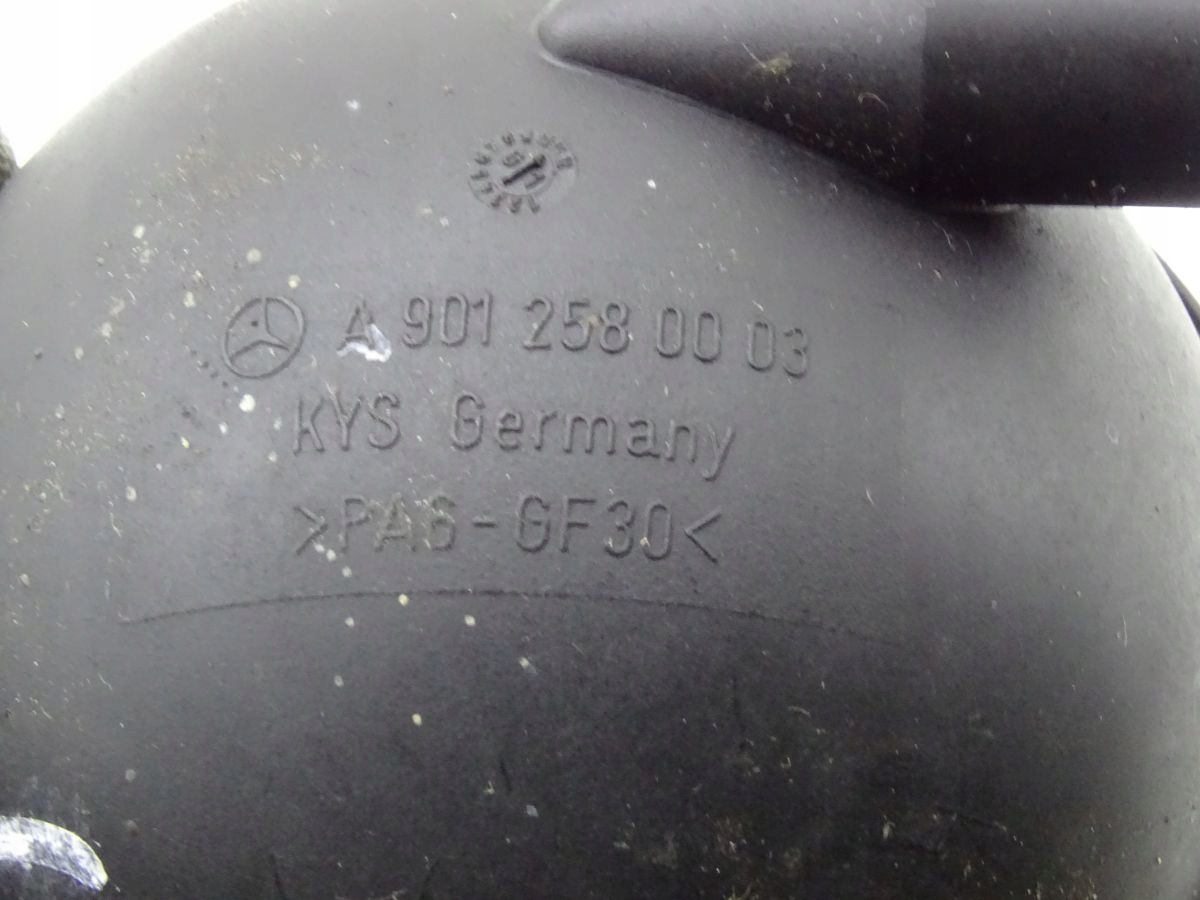 A 901 258 00 03
KYS Germany
>PA6-GF30<